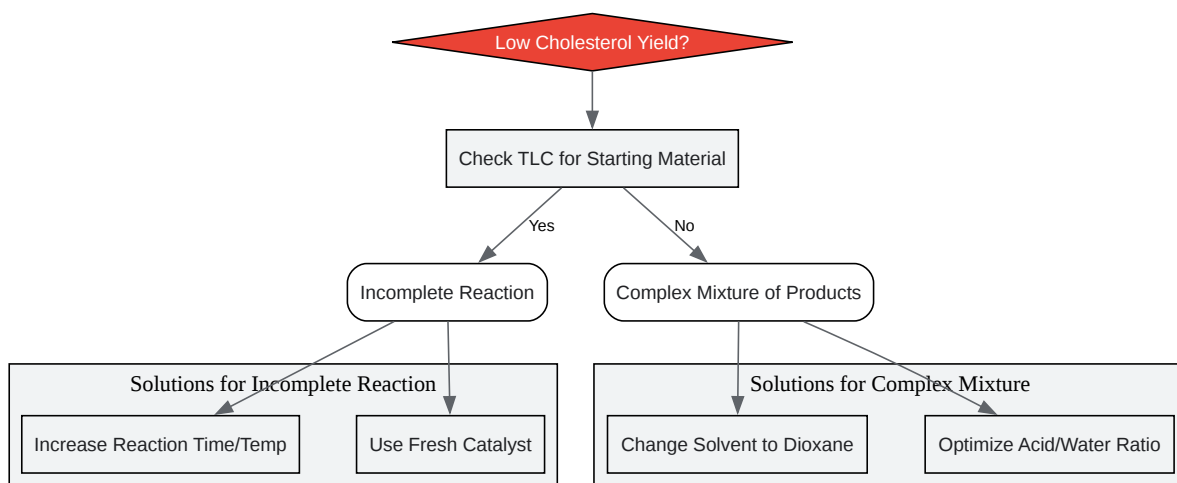 Low Cholesterol Yield?
Check TLC for Starting Material
Yes
No
Incomplete Reaction
Complex Mixture of Products
Solutions for Incomplete Reaction
Solutions for Complex Mixture
Increase Reaction Time/Temp
Use Fresh Catalyst
Change Solvent to Dioxane
Optimize Acid/Water Ratio